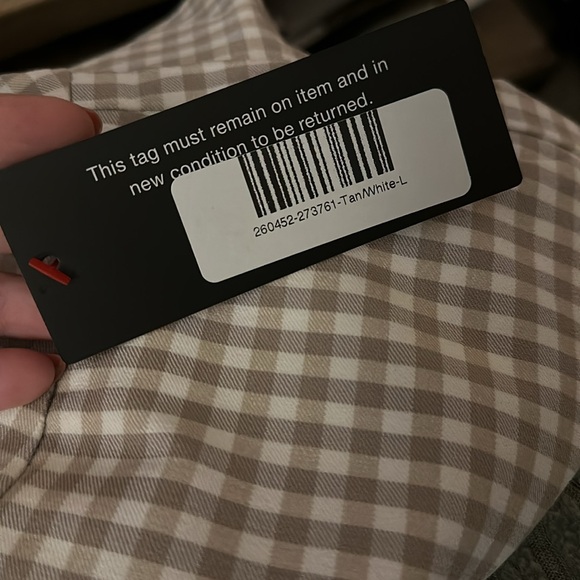 This tag must remain on item and in
new condition to be returned.
260452-273761-Tan/White-L